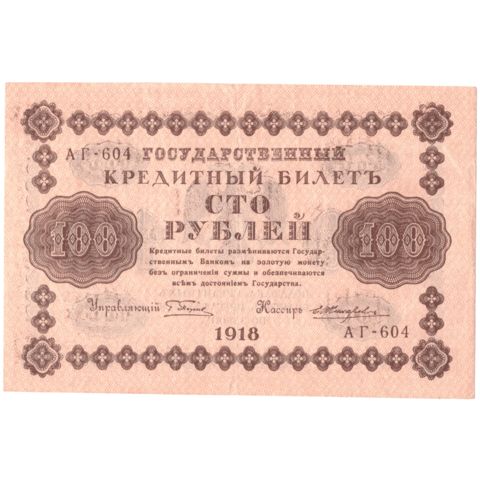 АГ-604 ГОСУДАРСТВЕННЫЙ
КРЕДИТНЫЙ БИЛЕТЪ
СТО
РУБЛЕЙ
100
100
Кредитные билеты размѣниваются Государ-
ственнымъ Банкомъ на золотую монету
безъ ограниченія суммы и обезпечиваются
всѣмъ достояніемъ Государства.
Управляющій
Кассиръ
1918
АГ-604